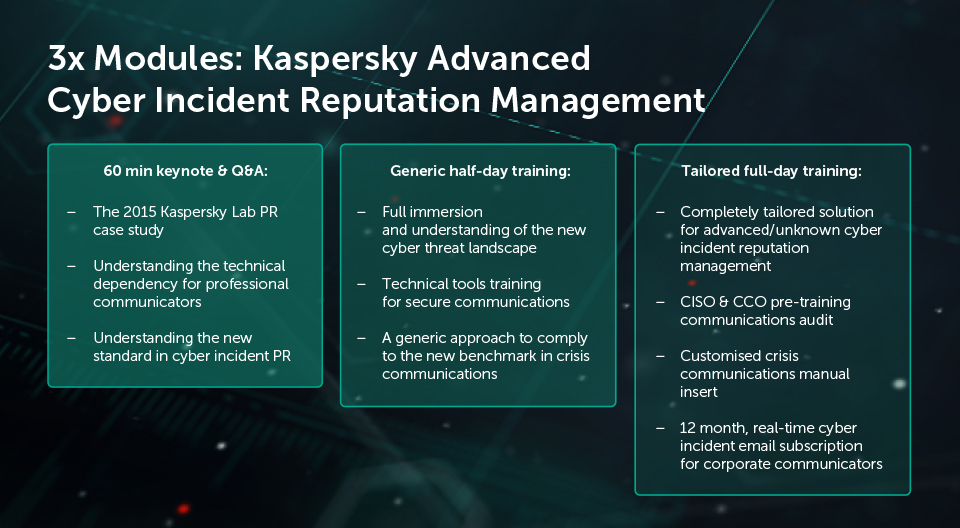 3x Modules: Kaspersky Advanced
Cyber Incident Reputation Management
60 min keynote & Q&A:
– The 2015 Kaspersky Lab PR
case study
– Understanding the technical
dependency for professional
communicators
– Understanding the new
standard in cyber incident PR
Generic half-day training:
– Full immersion
and understanding of the new
cyber threat landscape
– Technical tools training
for secure communications
– A generic approach to comply
to the new benchmark in crisis
communications
Tailored full-day training:
– Completely tailored solution
for advanced/unknown cyber
incident reputation
management
– CISO & CCO pre-training
communications audit
– Customised crisis
communications manual
insert
– 12 month, real-time cyber
incident email subscription
for corporate communicators